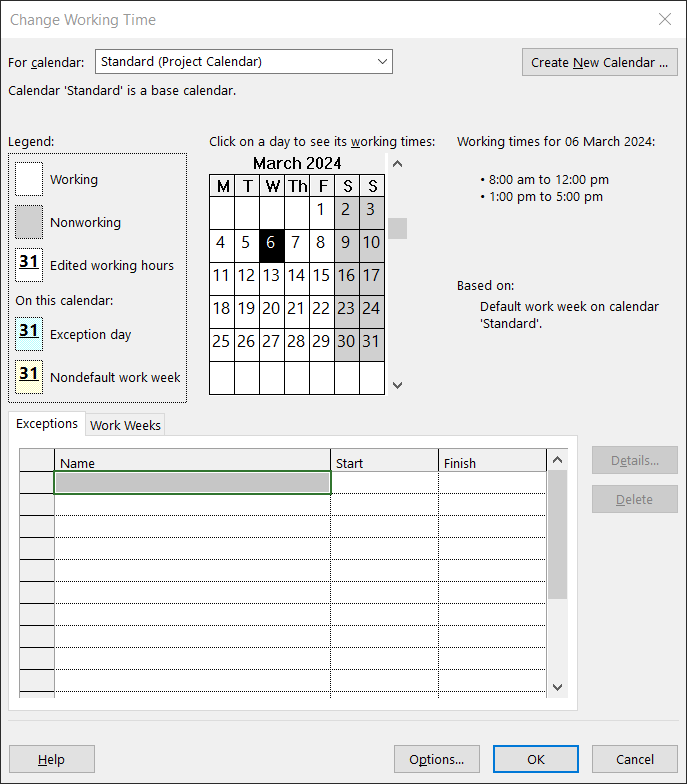 Change Working Time
For calendar: Standard (Project Calendar) Create New Calendar ...
Calendar 'Standard' is a base calendar.
Legend:
Working
Nonworking
31 Edited working hours
On this calendar:
31 Exception day
31 Nondefault work week
Click on a day to see its working times:
March 2024
M T W Th F S S
1 2 3
4 5 6 7 8 9 10
11 12 13 14 15 16 17
18 19 20 21 22 23 24
25 26 27 28 29 30 31
Working times for 06 March 2024:
• 8:00 am to 12:00 pm
• 1:00 pm to 5:00 pm
Based on:
Default work week on calendar
'Standard'.
Exceptions Work Weeks
Name Start Finish
Details...
Delete
Help Options... OK Cancel